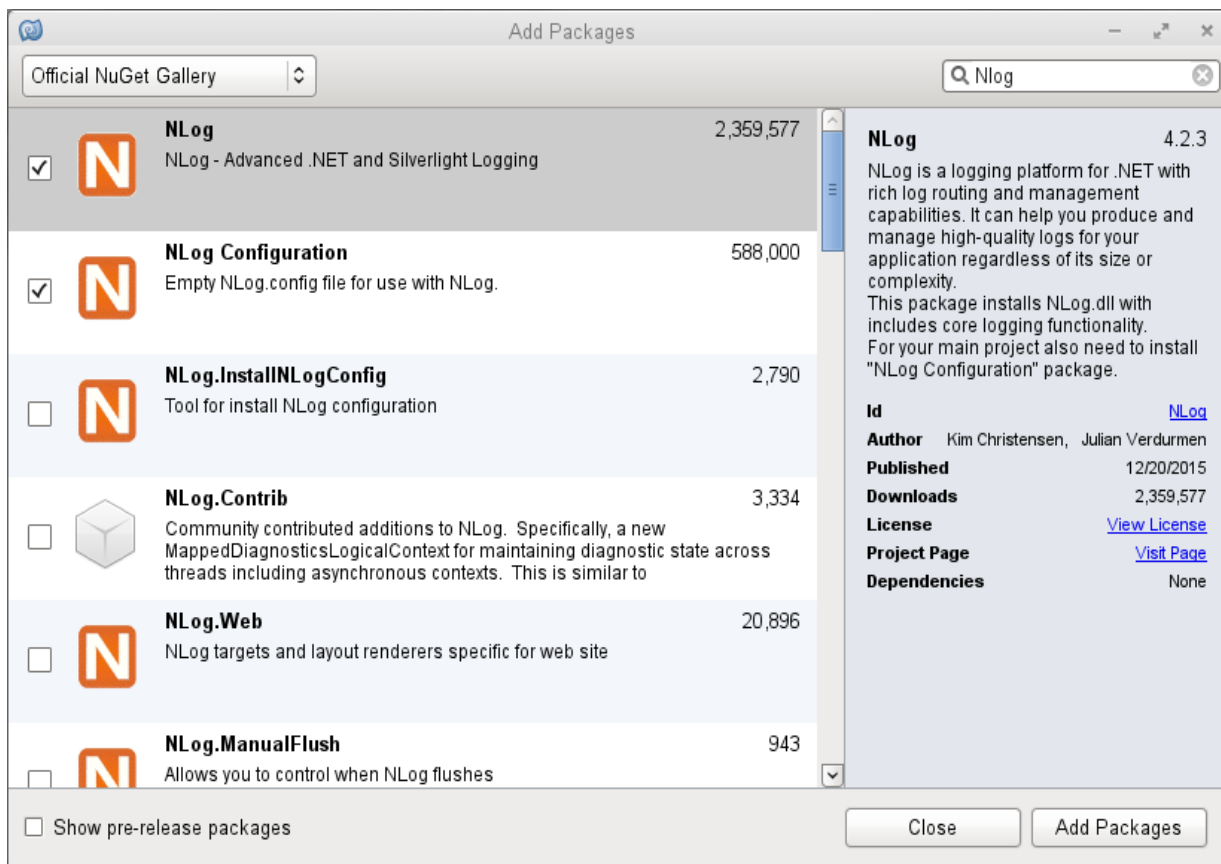 Add Packages
Official NuGet Gallery
Nlog
NLog 2,359,577
NLog - Advanced .NET and Silverlight Logging
NLog Configuration 588,000
Empty NLog.config file for use with NLog.
NLog.InstallNLogConfig 2,790
Tool for install NLog configuration
NLog.Contrib 3,334
Community contributed additions to NLog. Specifically, a new
MappedDiagnosticsLogicalContext for maintaining diagnostic state across
threads including asynchronous contexts. This is similar to
NLog.Web 20,896
NLog targets and layout renderers specific for web site
NLog.ManualFlush 943
Allows you to control when NLog flushes
NLog 4.2.3
NLog is a logging platform for .NET with
rich log routing and management
capabilities. It can help you produce and
manage high-quality logs for your
application regardless of its size or
complexity.
This package installs NLog.dll with
includes core logging functionality.
For your main project also need to install
"NLog Configuration" package.
Id NLog
Author Kim Christensen, Julian Verdurmen
Published 12/20/2015
Downloads 2,359,577
License View License
Project Page Visit Page
Dependencies None
Show pre-release packages
Close
Add Packages